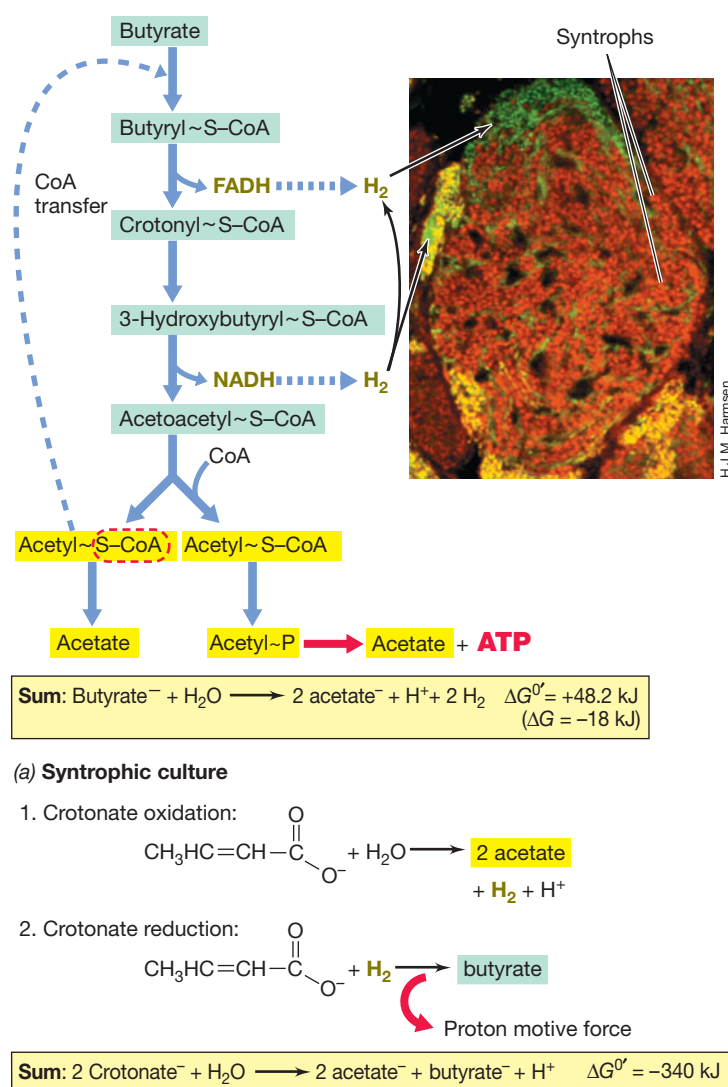 Butyrate
Syntrophs
Butyryl~S–CoA
CoA
transfer
FADH
H₂
Crotonyl~S–CoA
3-Hydroxybutyryl~S–CoA
NADH
H₂
Acetoacetyl~S–CoA
CoA
H.J.M. Harmsen
Acetyl~S–CoA
Acetyl~S–CoA
Acetate
Acetyl~P
Acetate + ATP
Sum: Butyrate⁻ + H₂O ⟶ 2 acetate⁻ + H⁺ + 2 H₂ ΔG⁰′ = +48.2 kJ
(ΔG = –18 kJ)
(a) Syntrophic culture
1. Crotonate oxidation:
O
CH₃HC=CH–C + H₂O ⟶ 2 acetate
O⁻
+ H₂ + H⁺
2. Crotonate reduction:
O
CH₃HC=CH–C + H₂ ⟶ butyrate
O⁻
Proton motive force
Sum: 2 Crotonate⁻ + H₂O ⟶ 2 acetate⁻ + butyrate⁻ + H⁺ ΔG⁰′ = –340 kJ